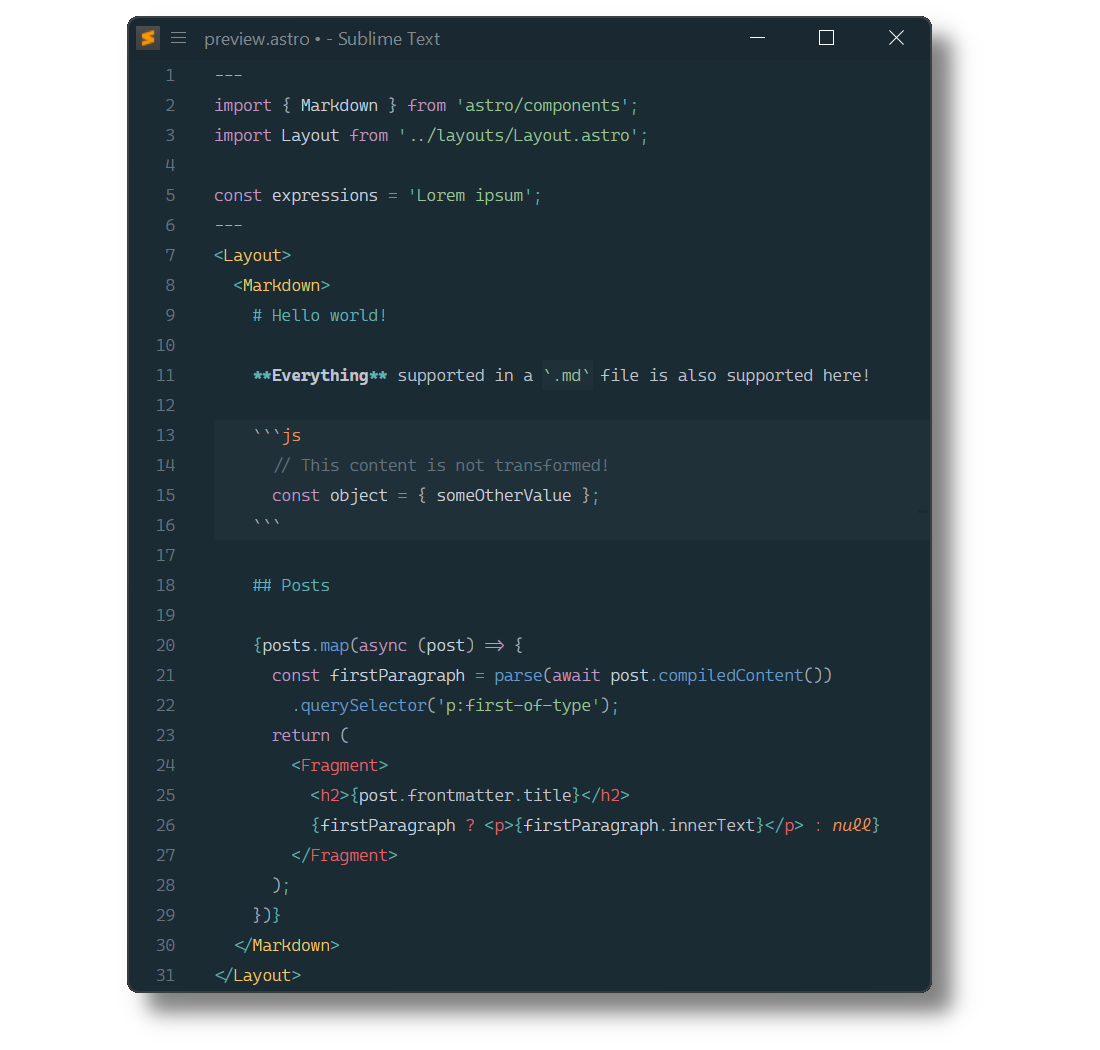 preview.astro • - Sublime Text
1 ---
2 import { Markdown } from 'astro/components';
3 import Layout from '../layouts/Layout.astro';
4
5 const expressions = 'Lorem ipsum';
6 ---
7 <Layout>
8   <Markdown>
9     # Hello world!
10
11     **Everything** supported in a `.md` file is also supported here!
12
13     ```js
14       // This content is not transformed!
15       const object = { someOtherValue };
16     ```
17
18     ## Posts
19
20     {posts.map(async (post) => {
21       const firstParagraph = parse(await post.compiledContent())
22         .querySelector('p:first-of-type');
23       return (
24         <Fragment>
25           <h2>{post.frontmatter.title}</h2>
26           {firstParagraph ? <p>{firstParagraph.innerText}</p> : null}
27         </Fragment>
28       );
29     })}
30   </Markdown>
31 </Layout>